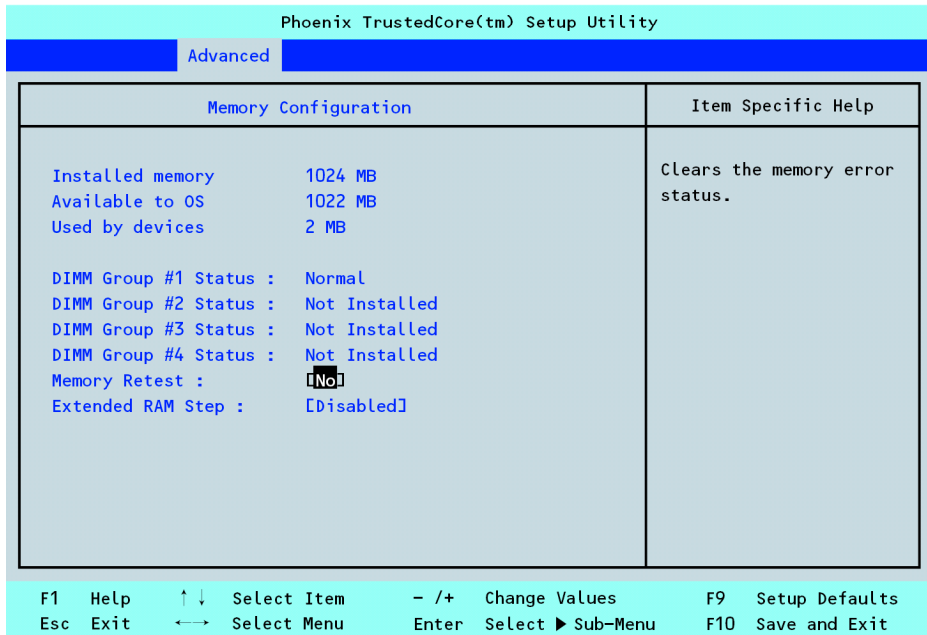 Phoenix TrustedCore(tm) Setup Utility
Advanced
Memory Configuration
Item Specific Help
Installed memory 1024 MB
Available to OS 1022 MB
Used by devices 2 MB
DIMM Group #1 Status : Normal
DIMM Group #2 Status : Not Installed
DIMM Group #3 Status : Not Installed
DIMM Group #4 Status : Not Installed
Memory Retest : [No]
Extended RAM Step : [Disabled]
Clears the memory error
status.
F1 Help ↑ ↓ Select Item - /+ Change Values F9 Setup Defaults
Esc Exit ←→ Select Menu Enter Select ▶ Sub-Menu F10 Save and Exit